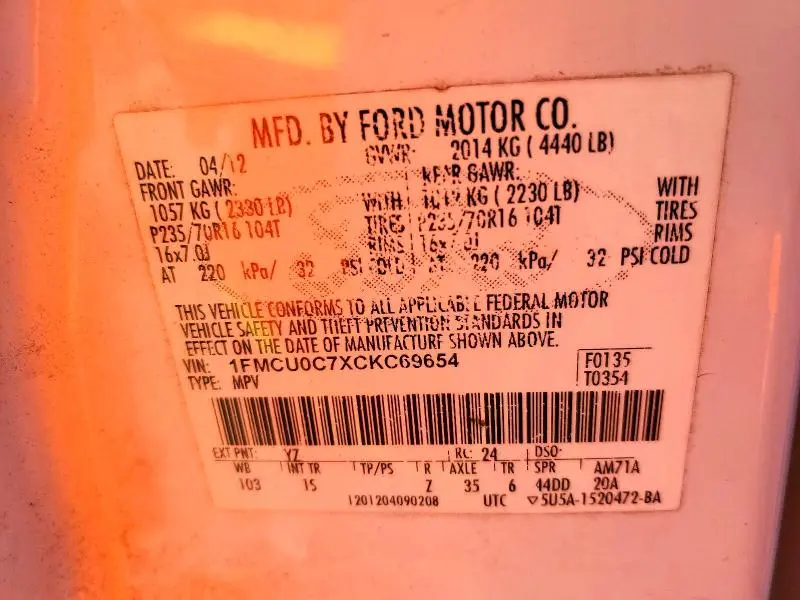 MFD. BY FORD MOTOR CO.
DATE: 04/12 GVWR: 2014 KG ( 4440 LB)
FRONT GAWR: REAR GAWR:
1057 KG ( 2330 LB) WITH 1012 KG ( 2230 LB) WITH
P235/70R16 104T TIRES P235/70R16 104T TIRES
16x7.0J RIMS 16x7.0J RIMS
AT 220 kPa/ 32 PSI COLD AT 220 kPa/ 32 PSI COLD
THIS VEHICLE CONFORMS TO ALL APPLICABLE FEDERAL MOTOR
VEHICLE SAFETY AND THEFT PREVENTION STANDARDS IN
EFFECT ON THE DATE OF MANUFACTURE SHOWN ABOVE.
VIN: 1FMCU0C7XCKC69654 F0135
TYPE: MPV T0354
EXT PNT: YZ RC: 24 DSO:
WB INT TR TP/PS R AXLE TR SPR AM71A
103 IS Z 35 6 44DD 20A
1201204090208 UTC ▽5U5A-1520472-BA